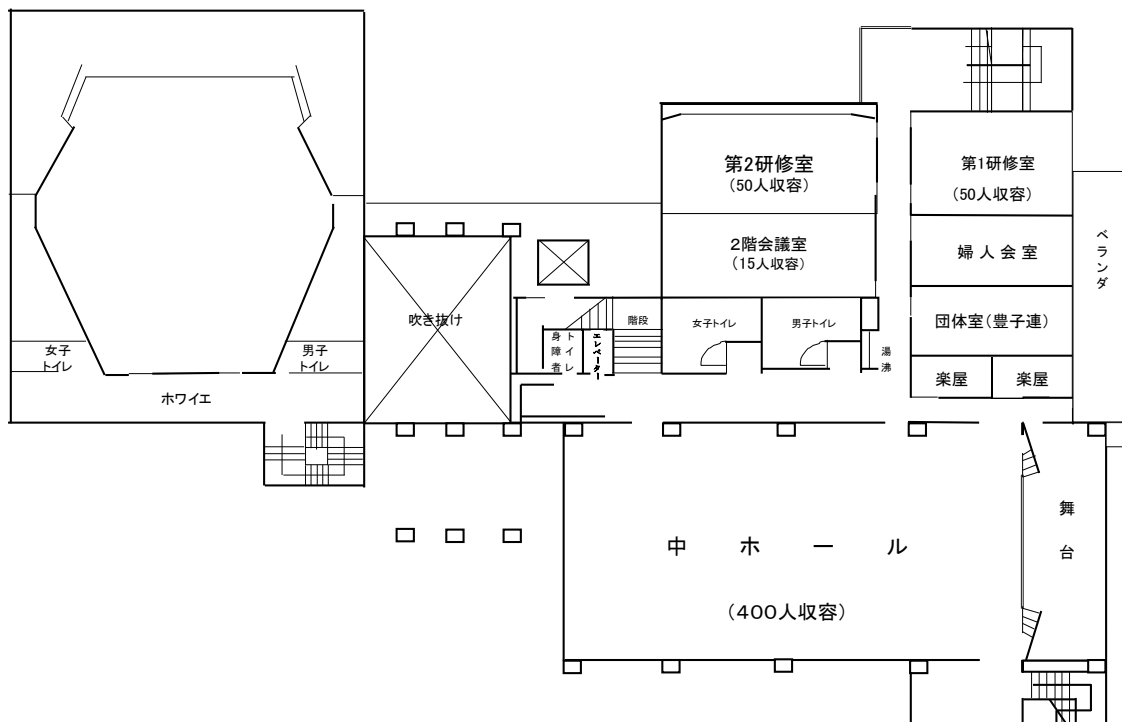 第2研修室
(50人収容)
第1研修室
(50人収容)
2階会議室
(15人収容)
婦人会室
ベランダ
吹き抜け
団体室(豊子連)
階段
女子トイレ
男子トイレ
身障者
トイレ
エレベーター
湯沸
女子
トイレ
男子
トイレ
楽屋
楽屋
ホワイエ
舞台
中ホール
(400人収容)